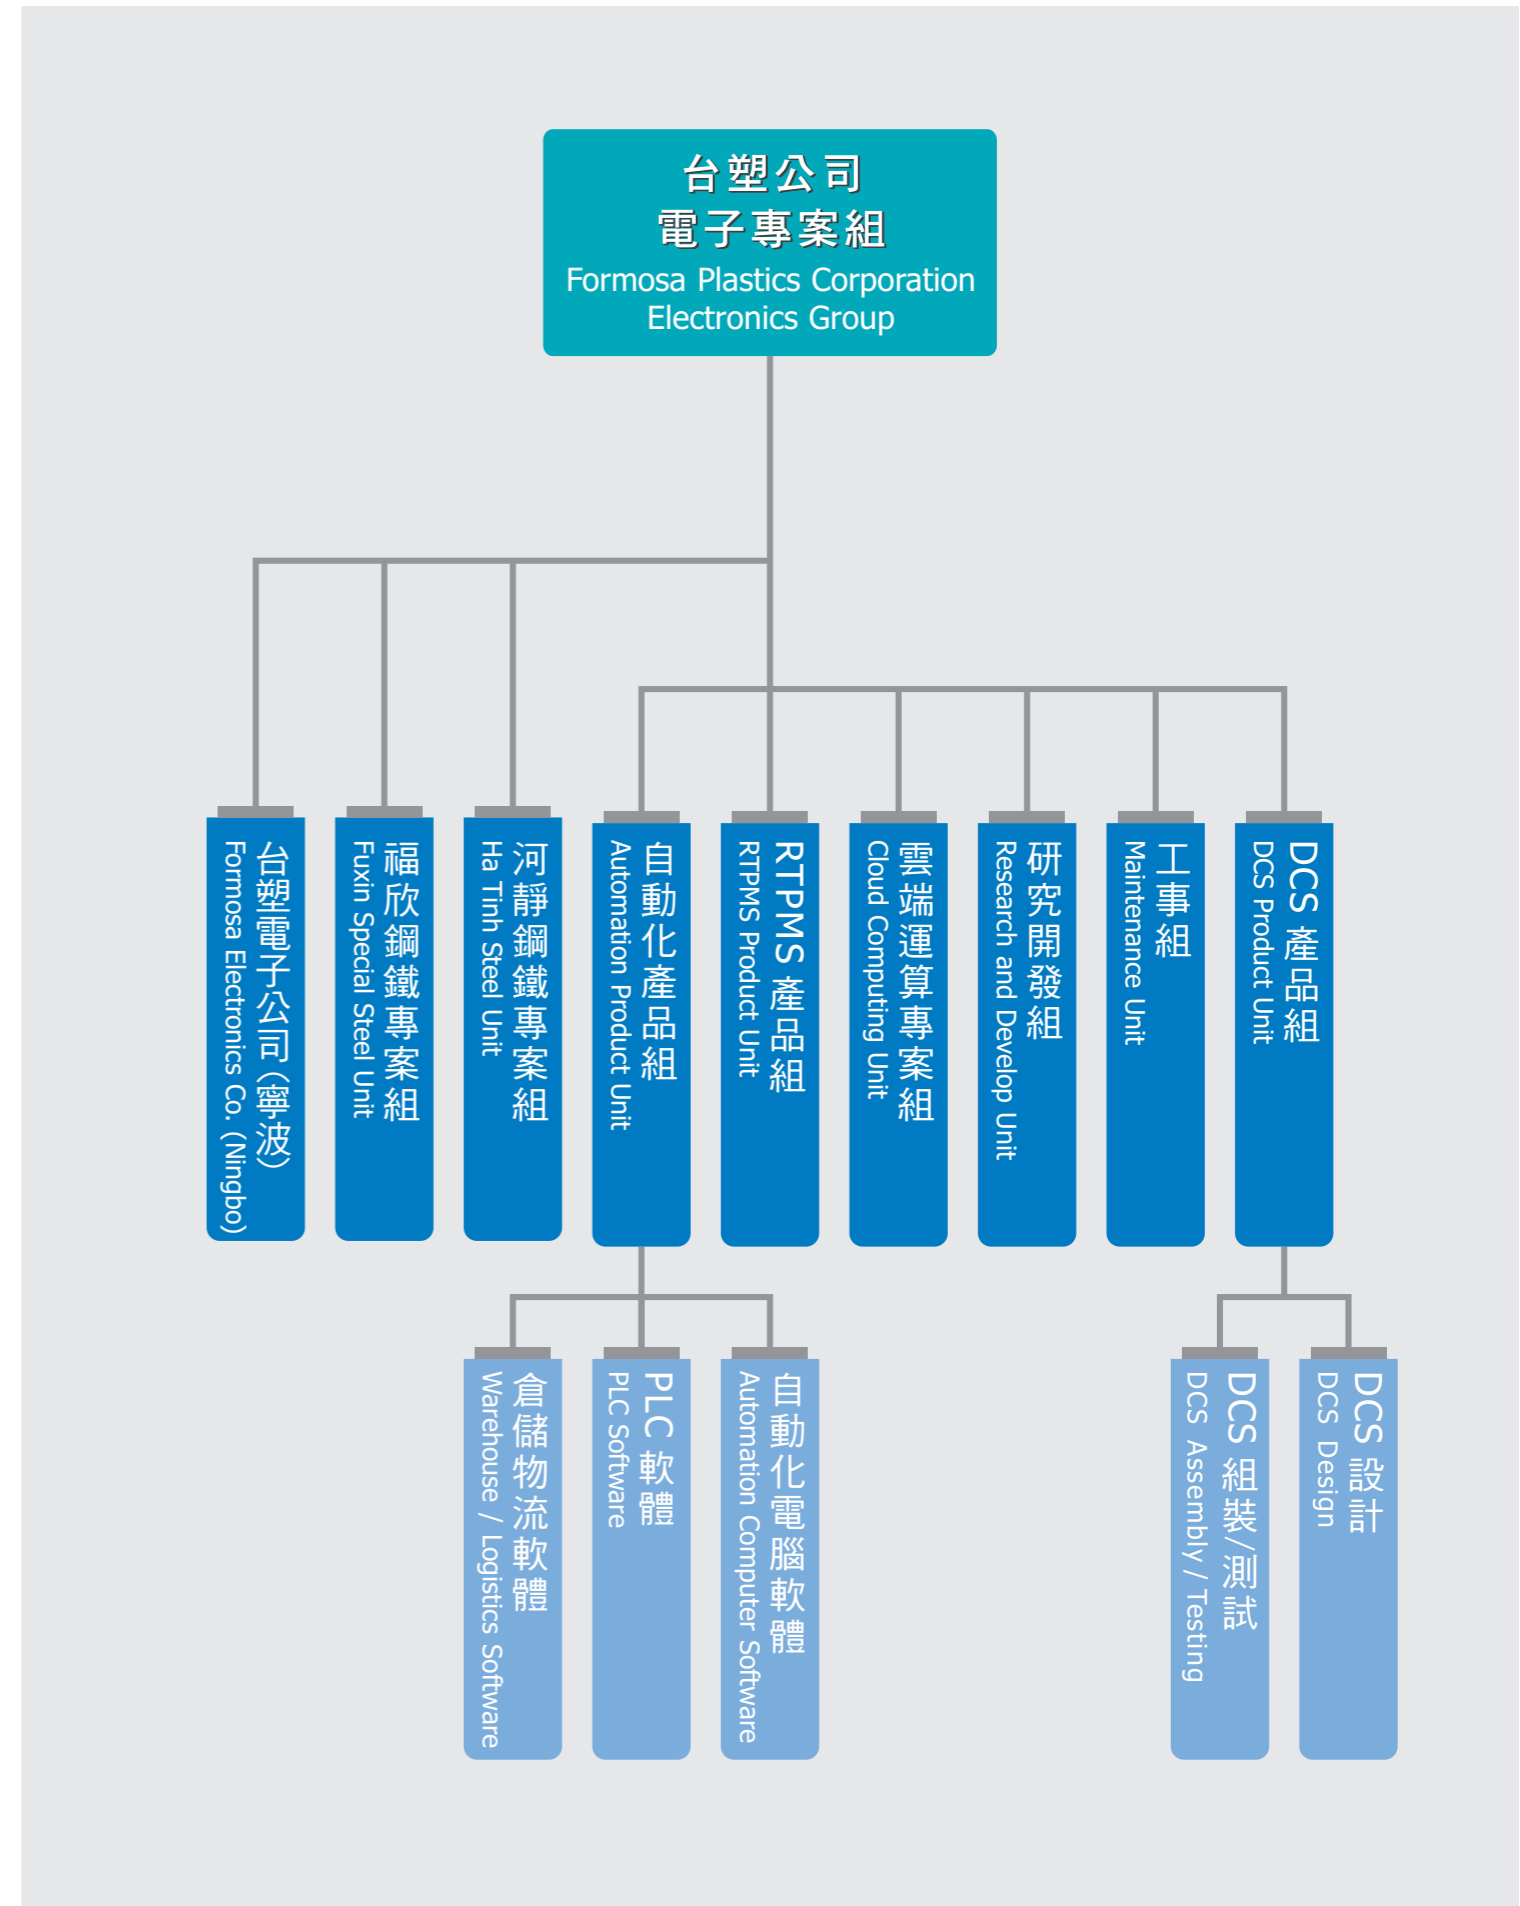 台塑公司
電子專案組
Formosa Plastics Corporation
Electronics Group
台塑電子公司(寧波)
Formosa Electronics Co. (Ningbo)
福欣鋼鐵專案組
Fuxin Special Steel Unit
河靜鋼鐵專案組
Ha Tinh Steel Unit
自動化產品組
Automation Product Unit
RTPMS 產品組
RTPMS Product Unit
雲端運算專案組
Cloud Computing Unit
研究開發組
Research and Develop Unit
工事組
Maintenance Unit
DCS 產品組
DCS Product Unit
倉儲物流軟體
Warehouse / Logistics Software
PLC 軟體
PLC Software
自動化電腦軟體
Automation Computer Software
DCS 組裝/測試
DCS Assembly / Testing
DCS 設計
DCS Design